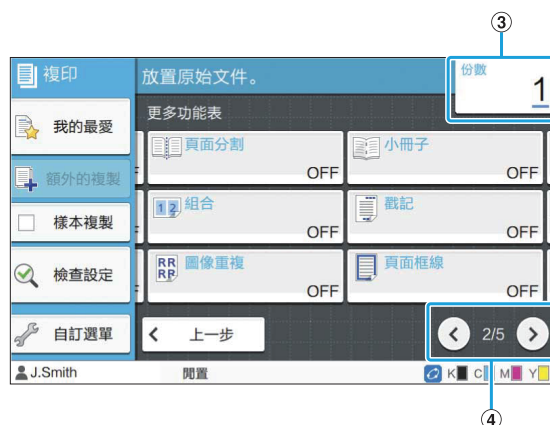 ③
複印
放置原始文件。
份數
1
我的最愛
更多功能表
頁面分割
OFF
小冊子
OFF
額外的複製
組合
OFF
戳記
OFF
樣本複製
檢查設定
RR
RR
圖像重複
OFF
頁面框線
OFF
自訂選單
上一步
2/5
J.Smith
閒置
K C M Y
④